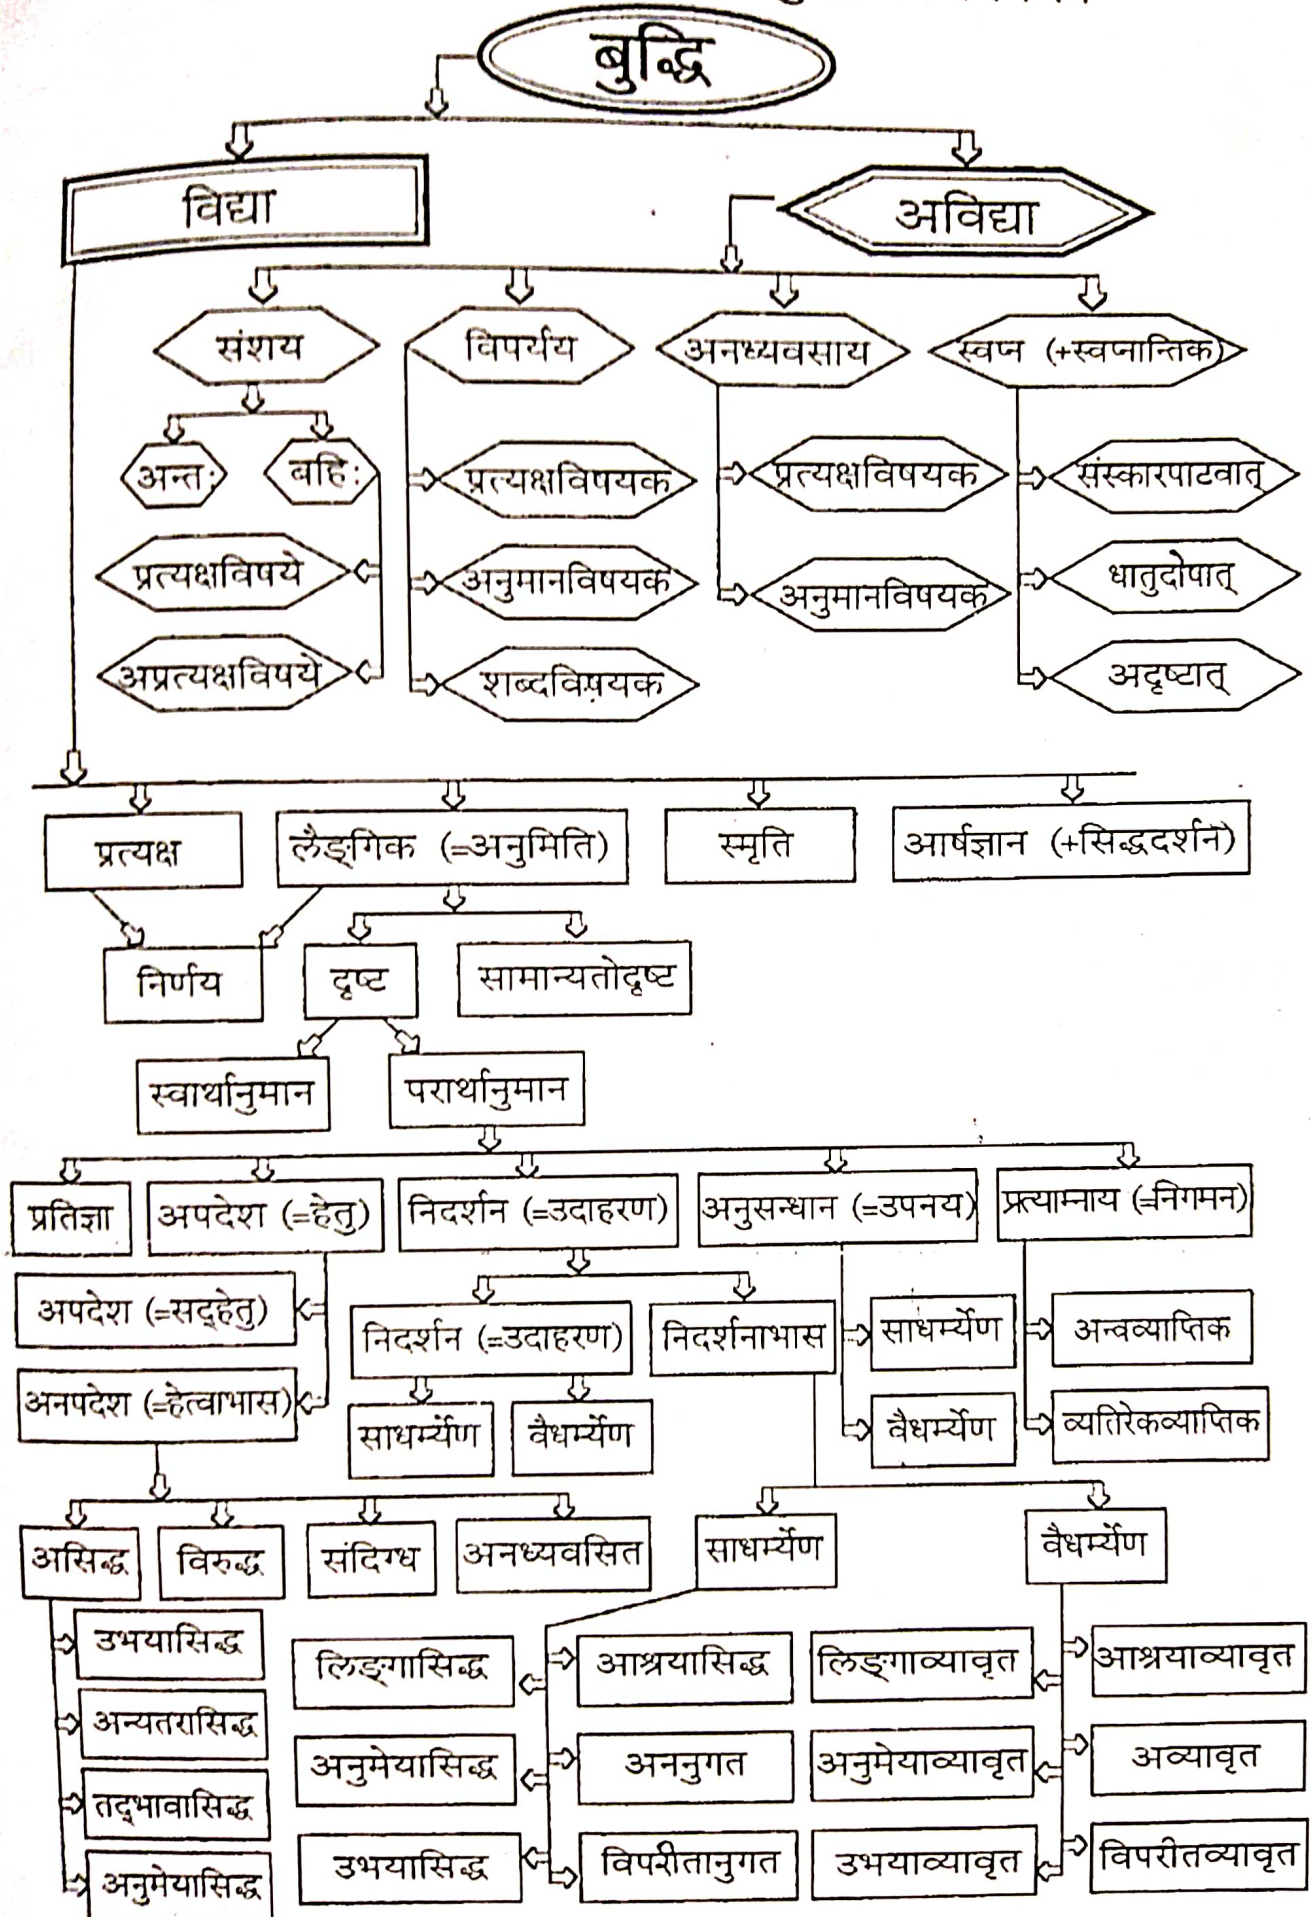 बुद्धि
विद्या
अविद्या
संशय
विपर्यय
अनध्यवसाय
स्वप्न (+स्वप्नान्तिक)
अन्तः
बहिः
प्रत्यक्षविषयक
प्रत्यक्षविषयक
संस्कारपाटवात्
प्रत्यक्षविषये
अनुमानविषयक
अनुमानविषयक
धातुदोषात्
अप्रत्यक्षविषये
शब्दविषयक
अदृष्टात्
प्रत्यक्ष
लैङ्गिक (=अनुमिति)
स्मृति
आर्षज्ञान (+सिद्धदर्शन)
निर्णय
दृष्ट
सामान्यतोदृष्ट
स्वार्थानुमान
परार्थानुमान
प्रतिज्ञा
अपदेश (=हेतु)
निदर्शन (=उदाहरण)
अनुसन्धान (=उपनय)
प्रत्याम्नाय (=निगमन)
अपदेश (=सद्हेतु)
निदर्शन (=उदाहरण)
निदर्शनाभास
साधर्म्येण
अन्वव्याप्तिक
अनपदेश (=हेत्वाभास)
साधर्म्येण
वैधर्म्येण
वैधर्म्येण
व्यतिरेकव्याप्तिक
असिद्ध
विरुद्ध
संदिग्ध
अनध्यवसित
साधर्म्येण
वैधर्म्येण
उभयासिद्ध
लिङ्गासिद्ध
आश्रयासिद्ध
लिङ्गाव्यावृत
आश्रयाव्यावृत
अन्यतरासिद्ध
अनुमेयासिद्ध
अननुगत
अनुमेयाव्यावृत
अव्यावृत
तद्भावासिद्ध
उभयासिद्ध
विपरीतानुगत
उभयाव्यावृत
विपरीतव्यावृत
अनुमेयासिद्ध